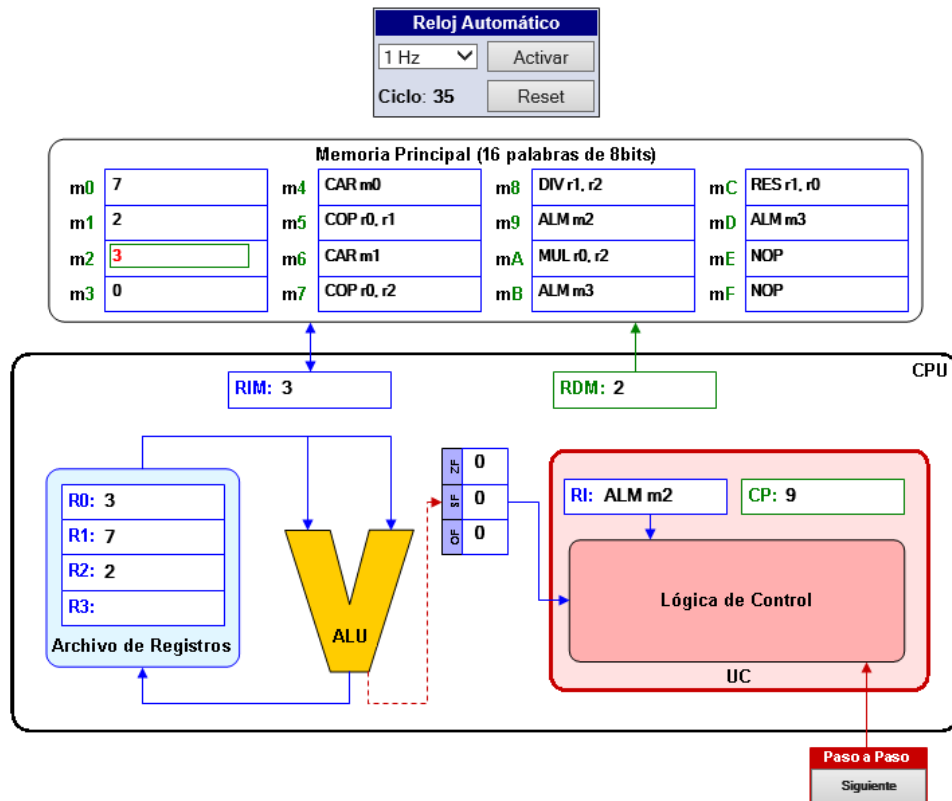 Reloj Automático
1 Hz Activar
Ciclo: 35 Reset
Memoria Principal (16 palabras de 8bits)
m0 7 m4 CAR m0 m8 DIV r1, r2 mC RES r1, r0
m1 2 m5 COP r0, r1 m9 ALM m2 mD ALM m3
m2 3 m6 CAR m1 mA MUL r0, r2 mE NOP
m3 0 m7 COP r0, r2 mB ALM m3 mF NOP
CPU
RIM: 3 RDM: 2
ZF 0
SF 0
OF 0
R0: 3
R1: 7
R2: 2
R3:
Archivo de Registros
ALU
RI: ALM m2 CP: 9
Lógica de Control
UC
Paso a Paso
Siguiente